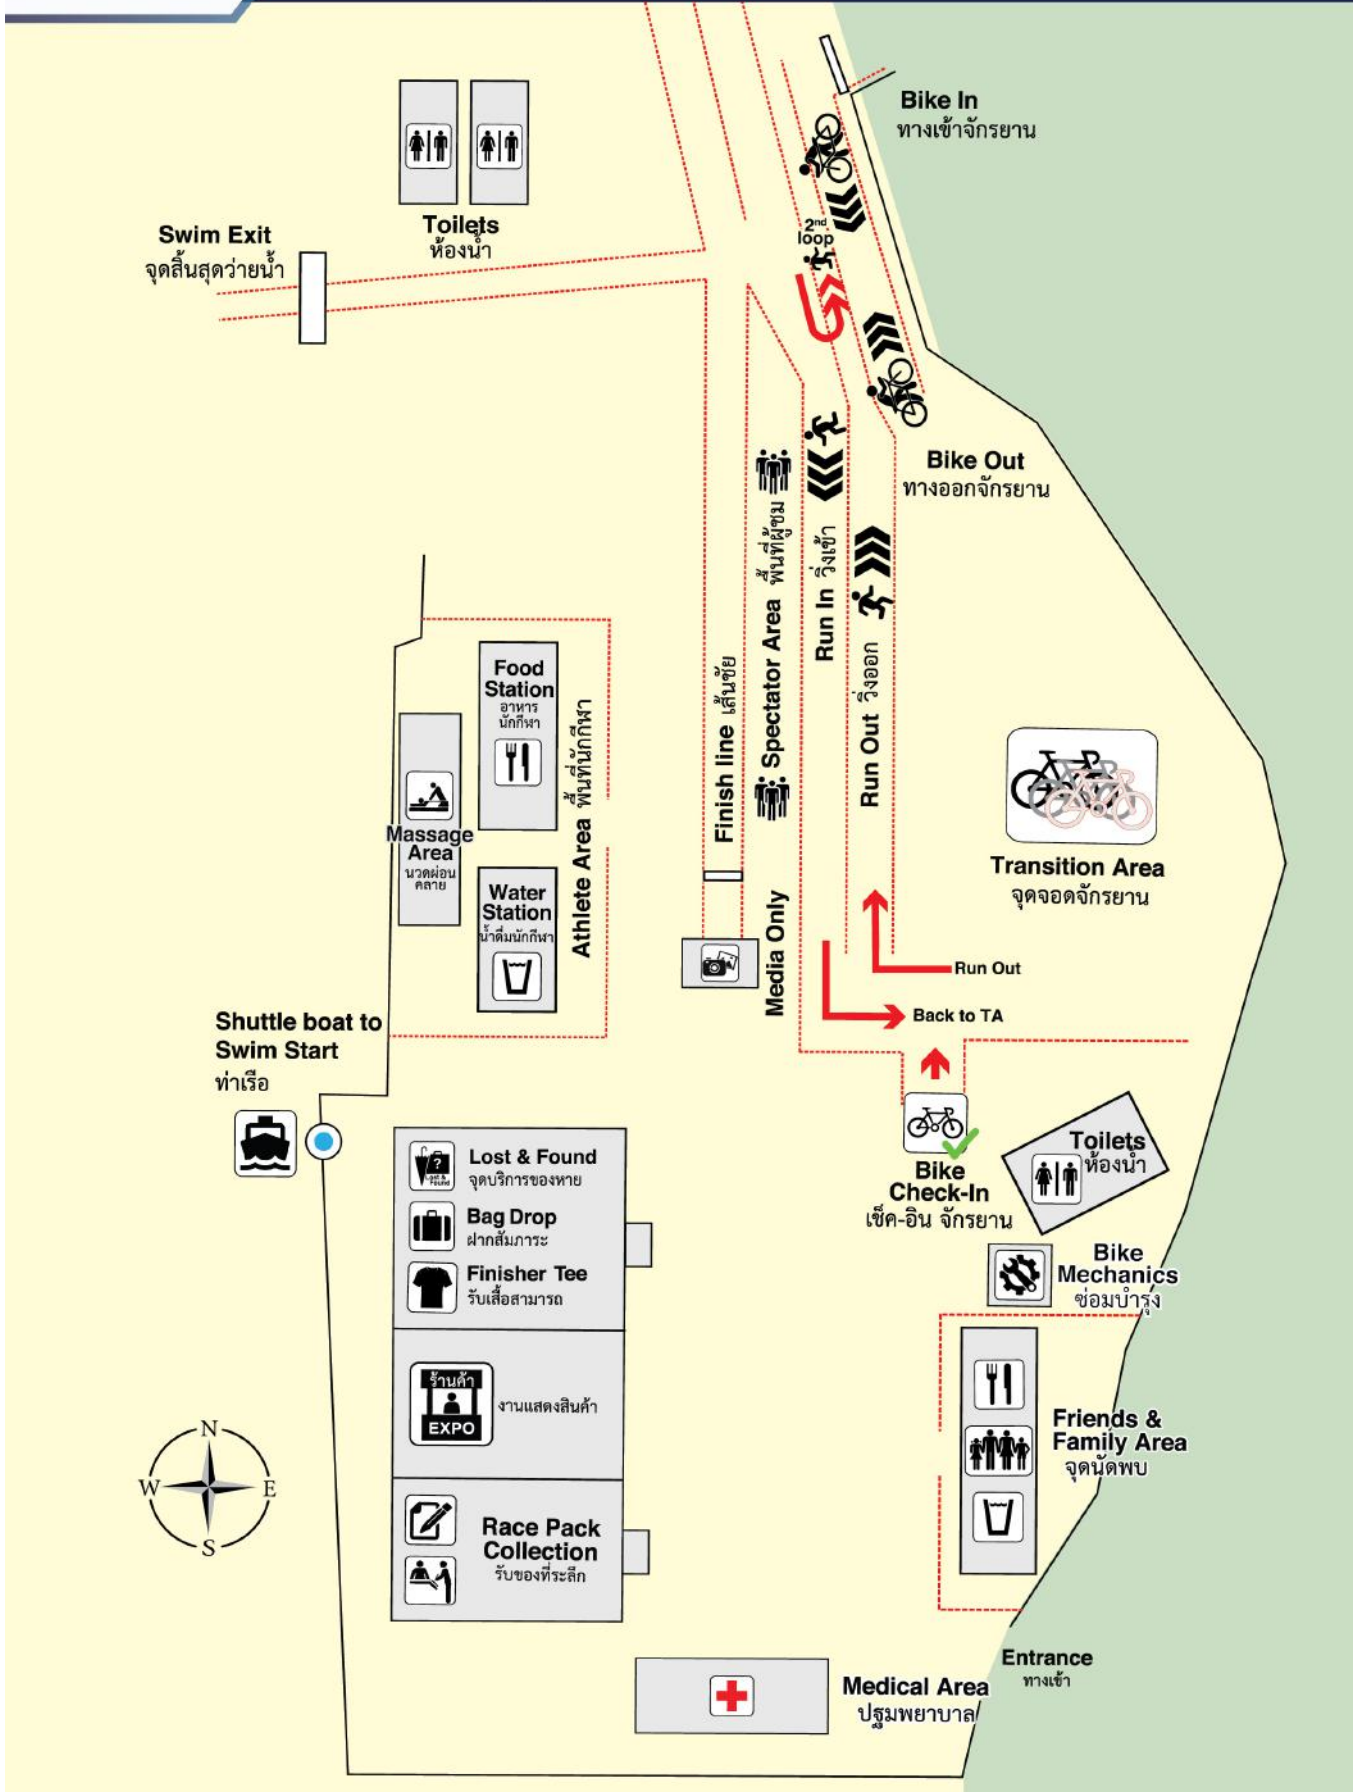 Bike In
ทางเข้าจักรยาน
Toilets
ห้องน้ำ
2nd
loop
Swim Exit
จุดสิ้นสุดว่ายน้ำ
Bike Out
ทางออกจักรยาน
Finish line เส้นชัย
Spectator Area พื้นที่ผู้ชม
Run In วิ่งเข้า
Run Out วิ่งออก
Food
Station
อาหาร
นักกีฬา
Massage
Area
นวดผ่อน
คลาย
Water
Station
น้ำดื่มนักกีฬา
Athlete Area พื้นที่นักกีฬา
Media Only
Transition Area
จุดจอดจักรยาน
Run Out
Back to TA
Shuttle boat to
Swim Start
ท่าเรือ
Bike
Check-In
เช็ค-อิน จักรยาน
Toilets
ห้องน้ำ
Lost & Found
Lost & Found
จุดบริการของหาย
Bag Drop
ฝากสัมภาระ
Finisher Tee
รับเสื้อสามารถ
Bike
Mechanics
ซ่อมบำรุง
ร้านค้า
EXPO
งานแสดงสินค้า
Friends &
Family Area
จุดนัดพบ
N
W
E
S
Race Pack
Collection
รับของที่ระลึก
Entrance
ทางเข้า
Medical Area
ปฐมพยาบาล